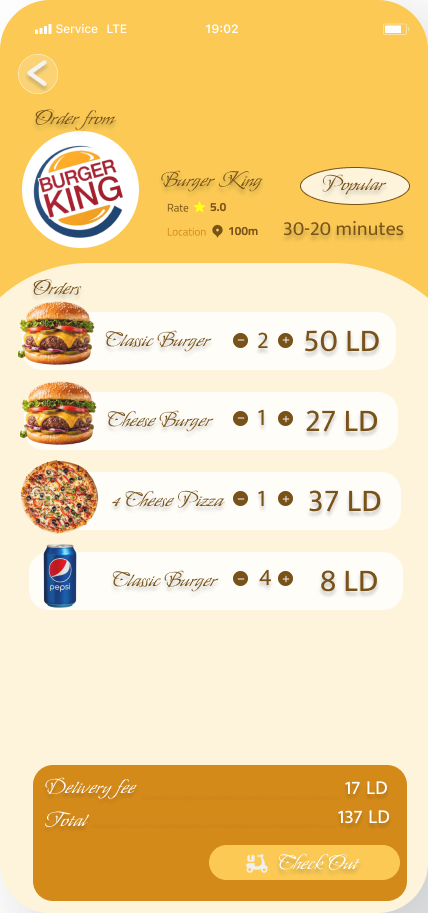 Service LTE 19:02
Order from
BURGER
KING
Burger King
Popular
Rate 5.0
Location 100m
30-20 minutes
Orders
Classic Burger 2 50 LD
Cheese Burger 1 27 LD
4 Cheese Pizza 1 37 LD
pepsi
Classic Burger 4 8 LD
Delivery fee 17 LD
Total 137 LD
Check Out